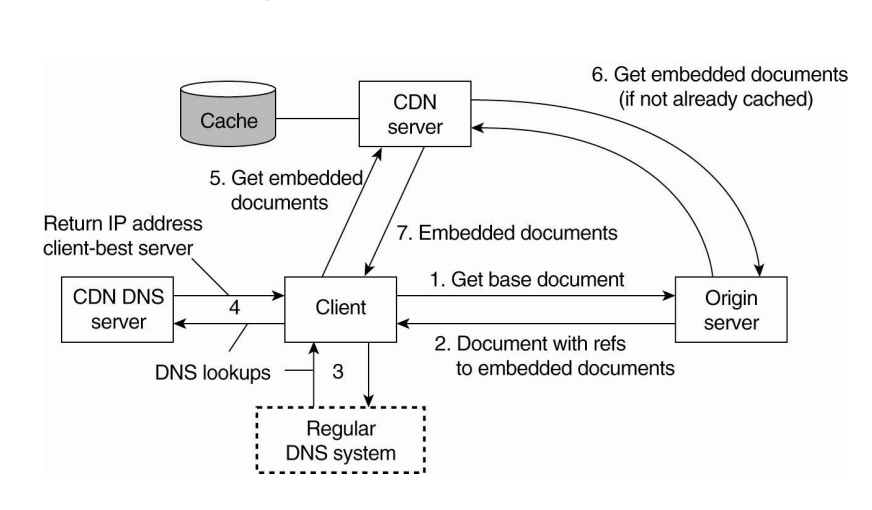 6. Get embedded documents
(if not already cached)
CDN
server
Cache
5. Get embedded
documents
Return IP address
client-best server
7. Embedded documents
1. Get base document
CDN DNS
server
4
Client
Origin
server
2. Document with refs
to embedded documents
DNS lookups
3
Regular
DNS system